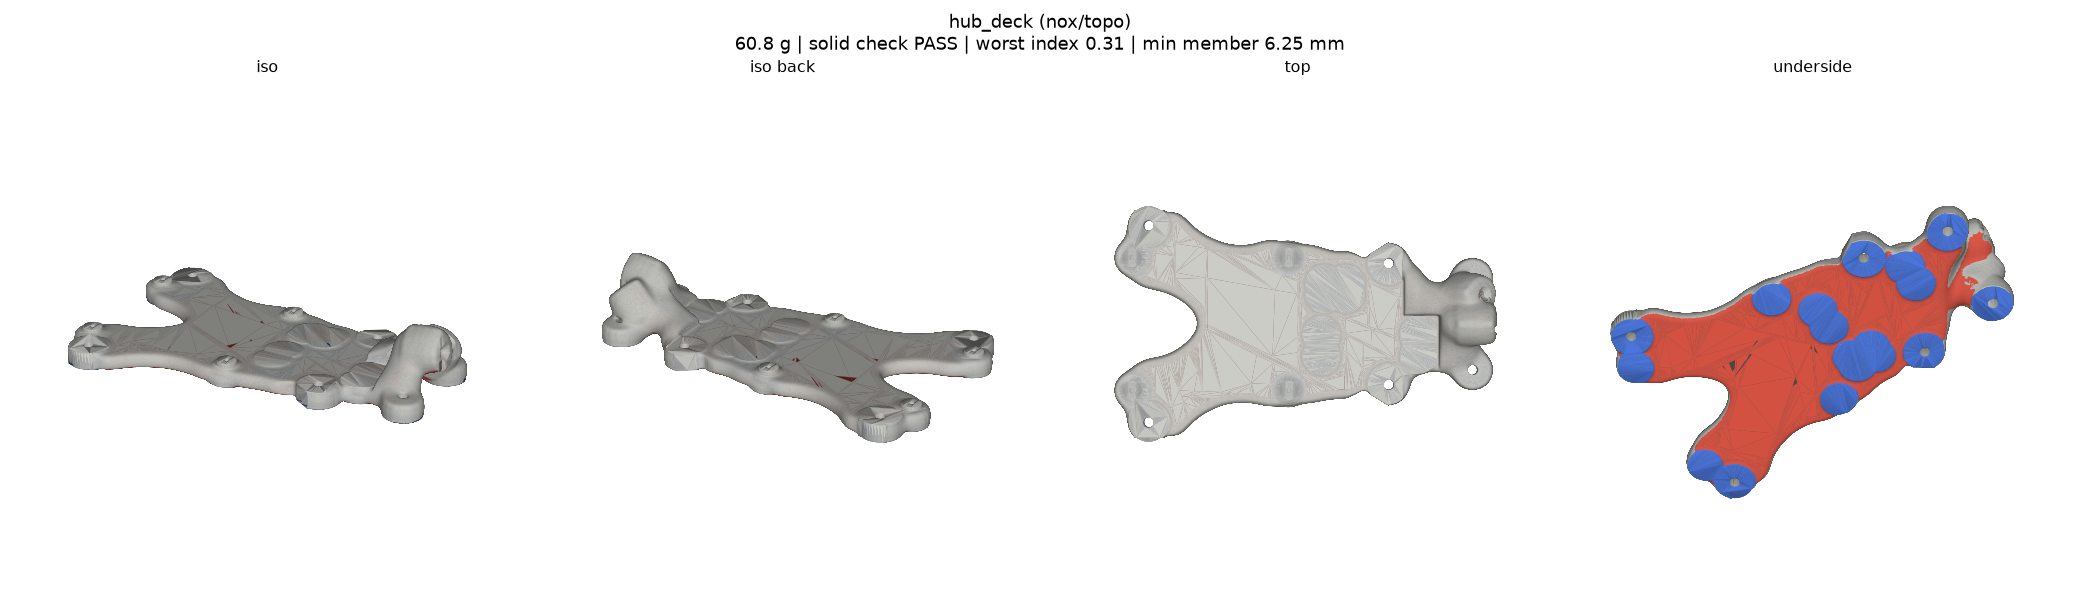 hub_deck (nox/topo)
60.8 g | solid check PASS | worst index 0.31 | min member 6.25 mm
iso
iso back
top
underside